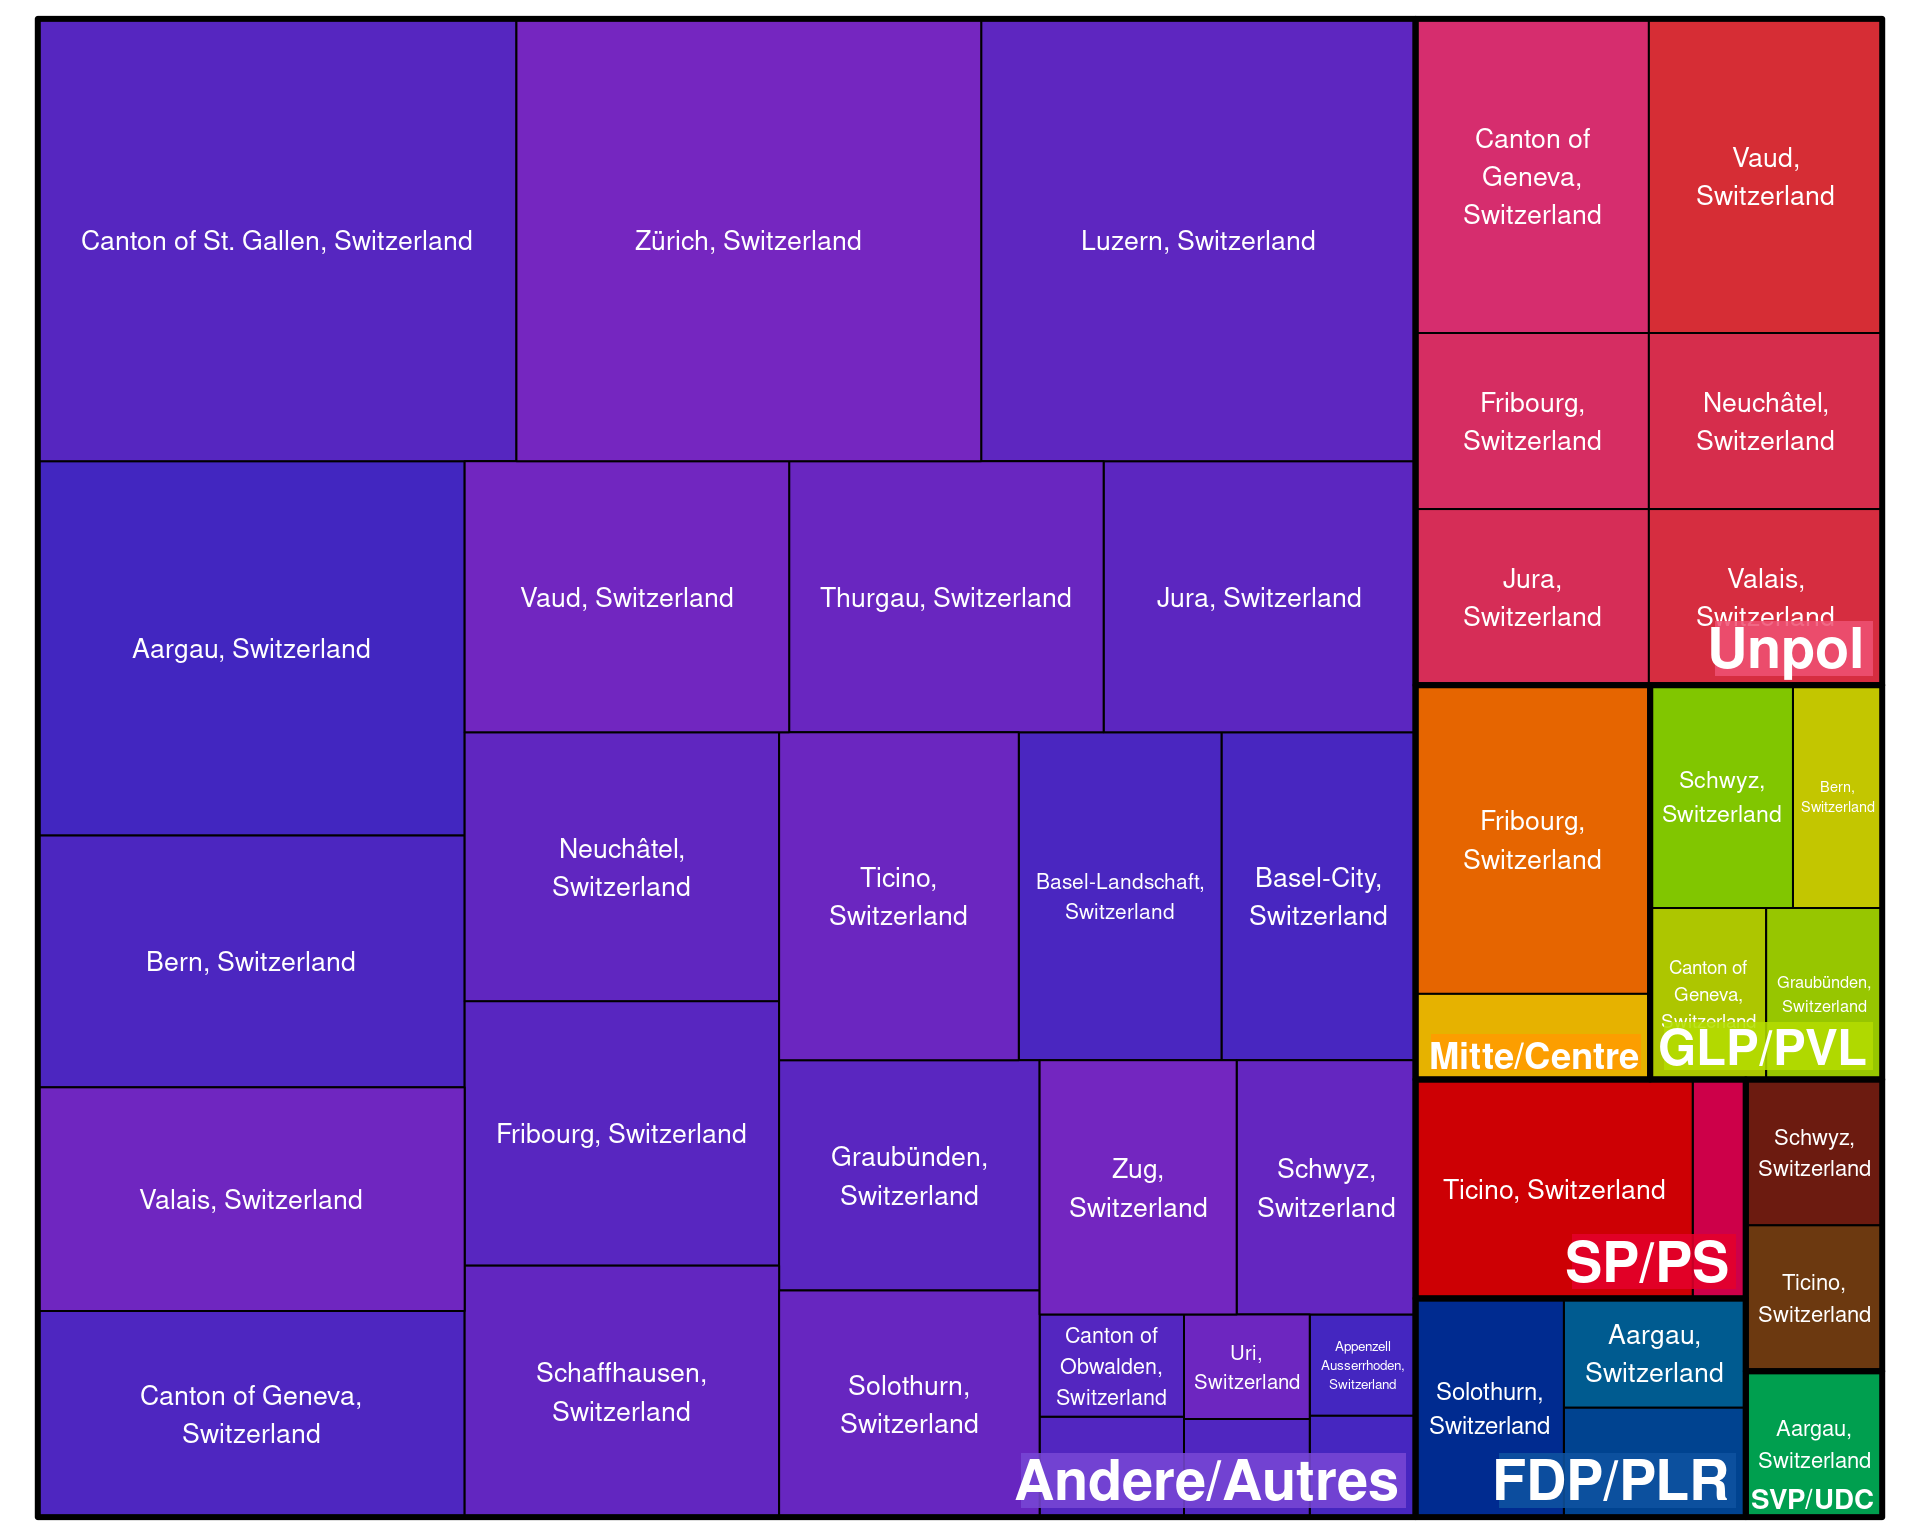 Canton of St. Gallen, Switzerland
Zürich, Switzerland
Luzern, Switzerland
Aargau, Switzerland
Vaud, Switzerland
Thurgau, Switzerland
Jura, Switzerland
Bern, Switzerland
Neuchâtel,
Switzerland
Ticino,
Switzerland
Basel-Landschaft,
Switzerland
Basel-City,
Switzerland
Valais, Switzerland
Fribourg, Switzerland
Graubünden,
Switzerland
Zug,
Switzerland
Schwyz,
Switzerland
Canton of Geneva,
Switzerland
Schaffhausen,
Switzerland
Solothurn,
Switzerland
Canton of
Obwalden,
Switzerland
Uri,
Switzerland
Appenzell
Ausserrhoden,
Switzerland
Andere/Autres
Canton of
Geneva,
Switzerland
Vaud,
Switzerland
Fribourg,
Switzerland
Neuchâtel,
Switzerland
Jura,
Switzerland
Valais,
Switzerland
Unpol
Fribourg,
Switzerland
Mitte/Centre
Schwyz,
Switzerland
Bern,
Switzerland
Canton of
Geneva,
Switzerland
Graubünden,
Switzerland
GLP/PVL
Ticino, Switzerland
SP/PS
Schwyz,
Switzerland
Ticino,
Switzerland
Solothurn,
Switzerland
Aargau,
Switzerland
FDP/PLR
Aargau,
Switzerland
SVP/UDC